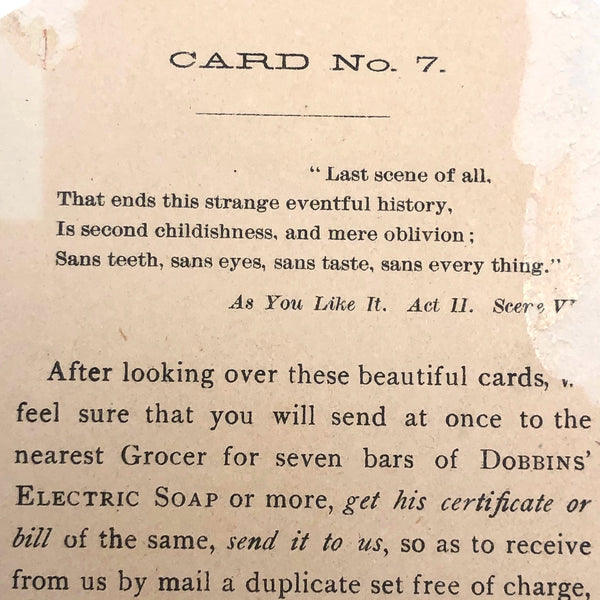 CARD No. 7.
“Last scene of all,
That ends this strange eventful history,
Is second childishness, and mere oblivion;
Sans teeth, sans eyes, sans taste, sans every thing.”
As You Like It. Act II. Scene
After looking over these beautiful cards,
feel sure that you will send at once to the
nearest Grocer for seven bars of DOBBINS’
ELECTRIC SOAP or more, get his certificate or
bill of the same, send it to us, so as to receive
from us by mail a duplicate set free of charge,